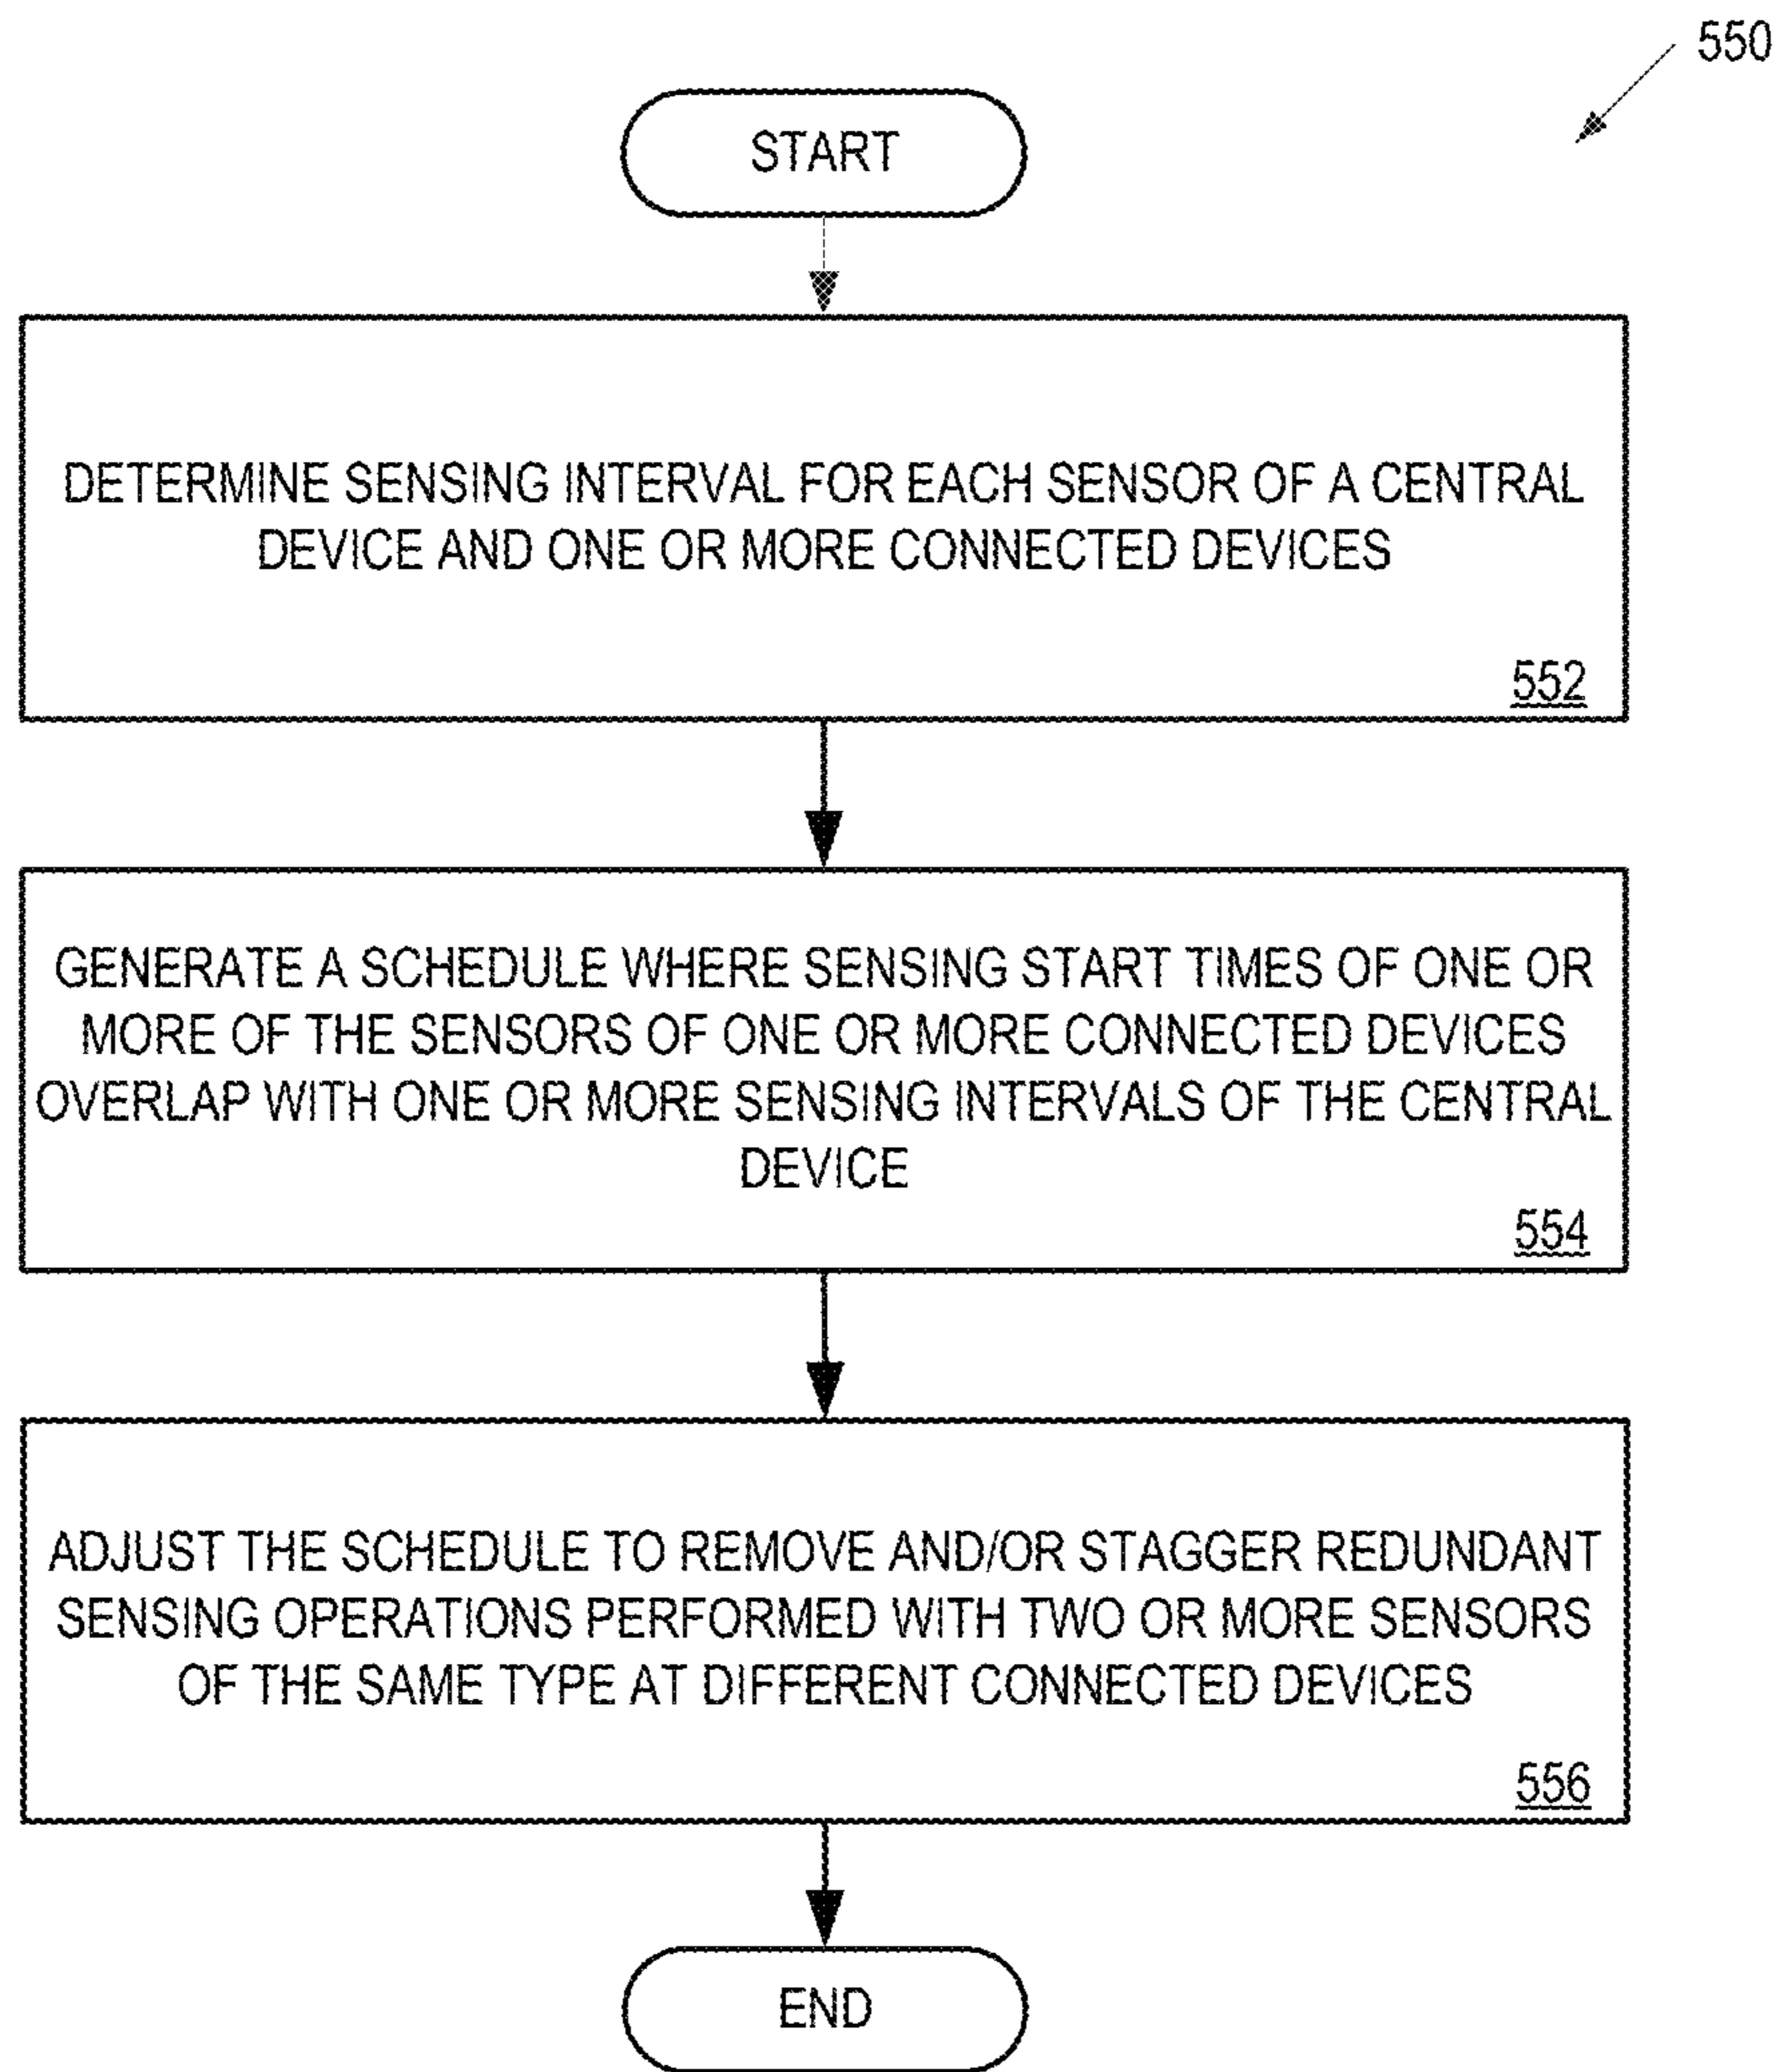 550
START
DETERMINE SENSING INTERVAL FOR EACH SENSOR OF A CENTRAL
DEVICE AND ONE OR MORE CONNECTED DEVICES
552
GENERATE A SCHEDULE WHERE SENSING START TIMES OF ONE OR
MORE OF THE SENSORS OF ONE OR MORE CONNECTED DEVICES
OVERLAP WITH ONE OR MORE SENSING INTERVALS OF THE CENTRAL
DEVICE
554
ADJUST THE SCHEDULE TO REMOVE AND/OR STAGGER REDUNDANT
SENSING OPERATIONS PERFORMED WITH TWO OR MORE SENSORS
OF THE SAME TYPE AT DIFFERENT CONNECTED DEVICES
556
END